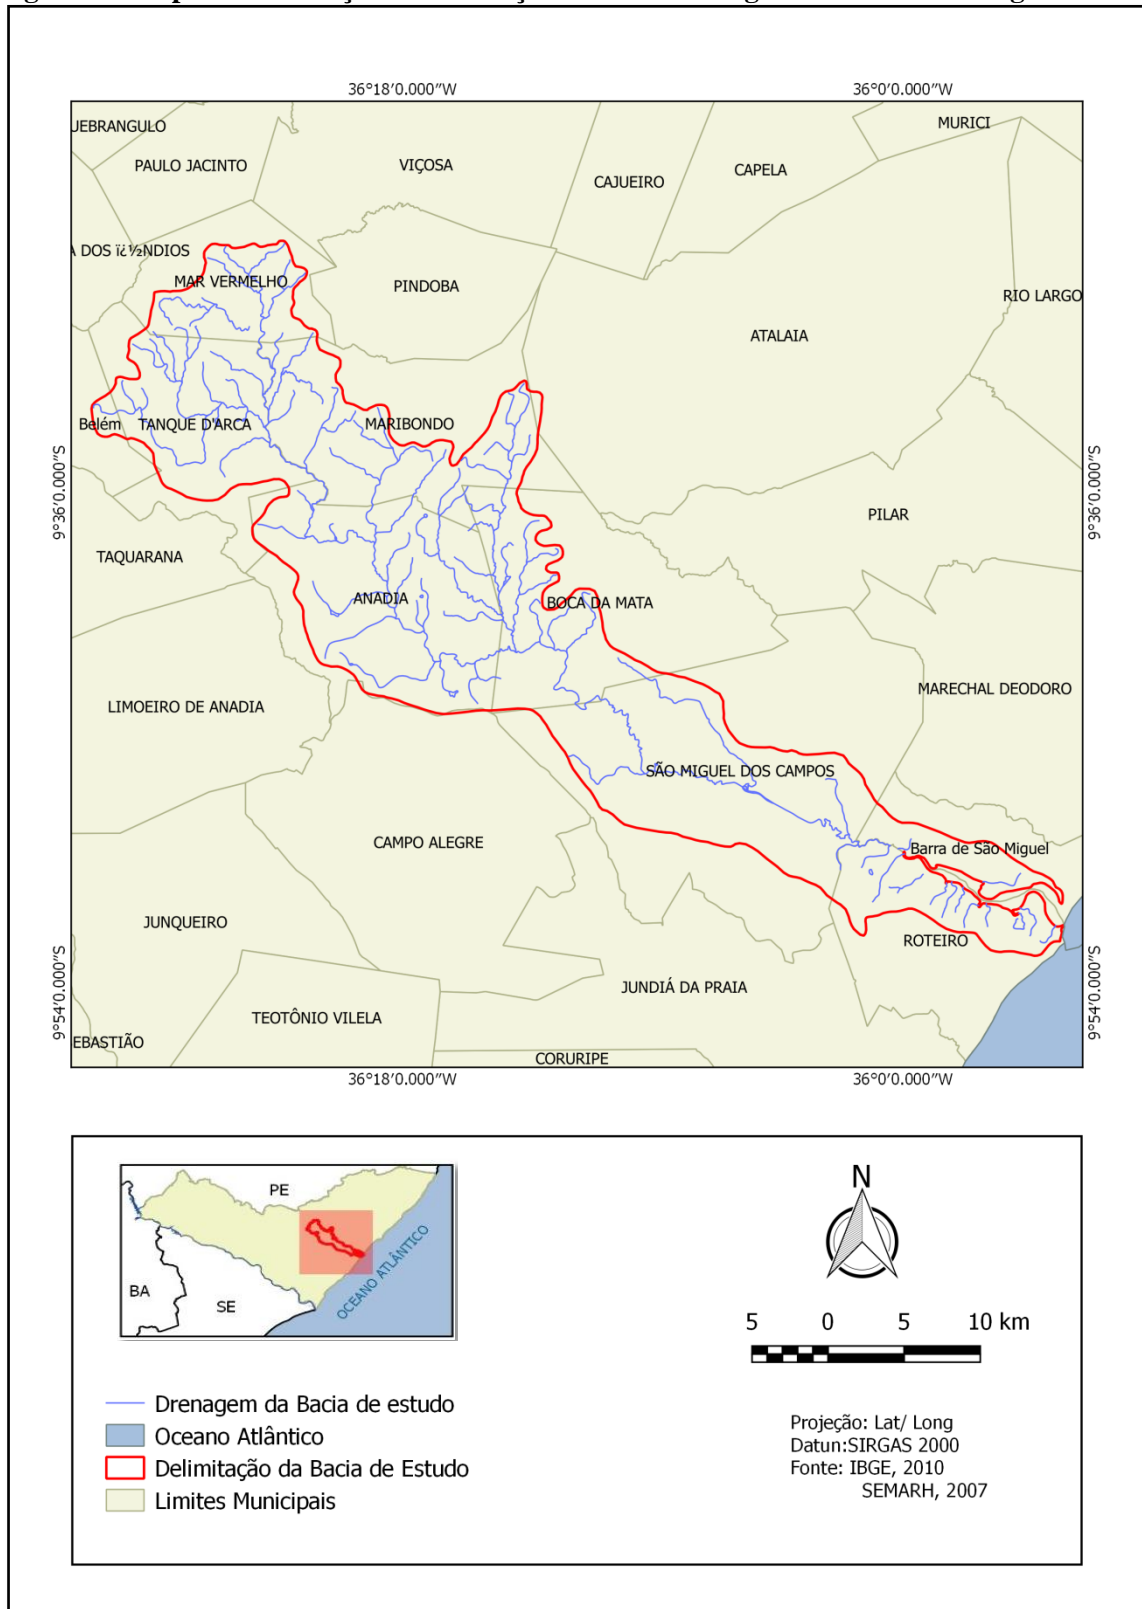 36°18'0.000"W
36°0'0.000"W
UEBRANGULO
MURICI
PAULO JACINTO
VIÇOSA
CAPELA
CAJUEIRO
A DOS ï¿½NDIOS
MAR VERMELHO
PINDOBA
RIO LARGO
ATALAIA
Belém
TANQUE D'ARCA
MARIBONDO
9°36'0.000"S
9°36'0.000"S
PILAR
TAQUARANA
ANADIA
BOCA DA MATA
MARECHAL DEODORO
LIMOEIRO DE ANADIA
SÃO MIGUEL DOS CAMPOS
CAMPO ALEGRE
Barra de São Miguel
JUNQUEIRO
ROTEIRO
JUNDIÁ DA PRAIA
9°54'0.000"S
9°54'0.000"S
TEOTÔNIO VILELA
EBASTIÃO
CORURIPE
36°18'0.000"W
36°0'0.000"W
PE
BA
SE
OCEANO ATLÂNTICO
N
5 0 5 10 km
Drenagem da Bacia de estudo
Oceano Atlântico
Delimitação da Bacia de Estudo
Limites Municipais
Projeção: Lat/ Long
Datun:SIRGAS 2000
Fonte: IBGE, 2010
SEMARH, 2007